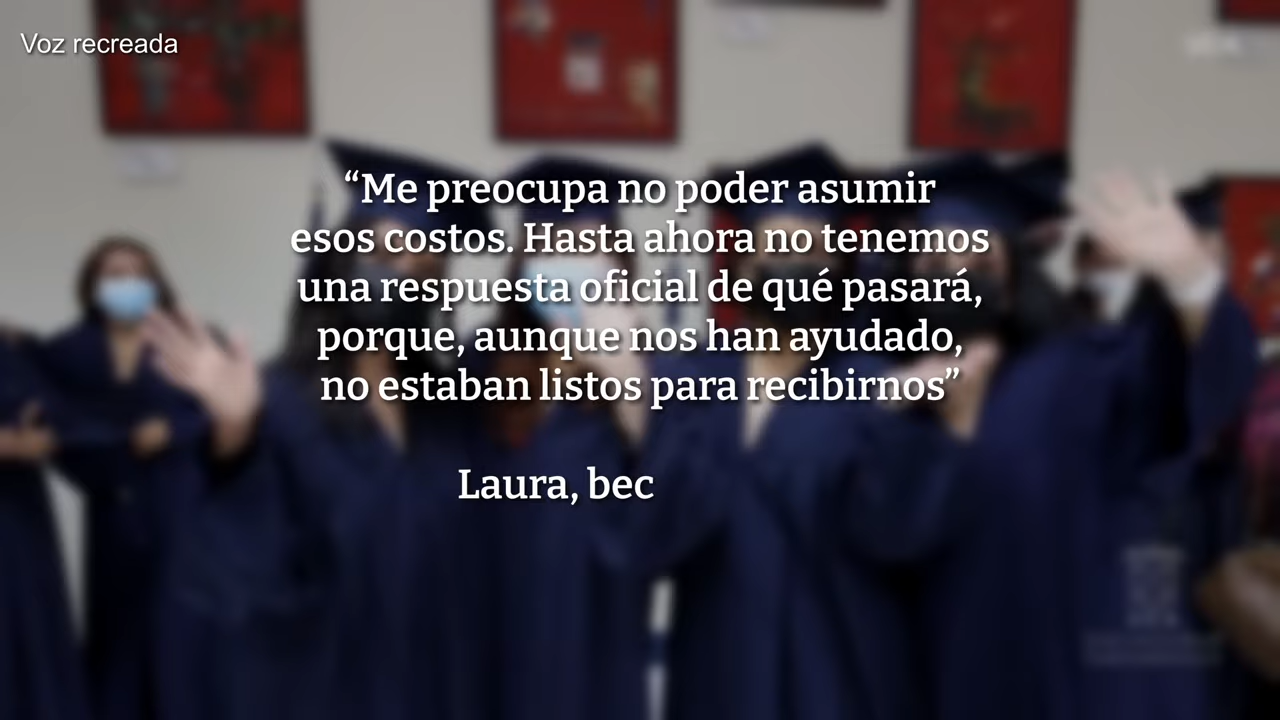 Voz recreada
“Me preocupa no poder asumir
esos costos. Hasta ahora no tenemos
una respuesta oficial de qué pasará,
porque, aunque nos han ayudado,
no estaban listos para recibirnos”
Laura, bec